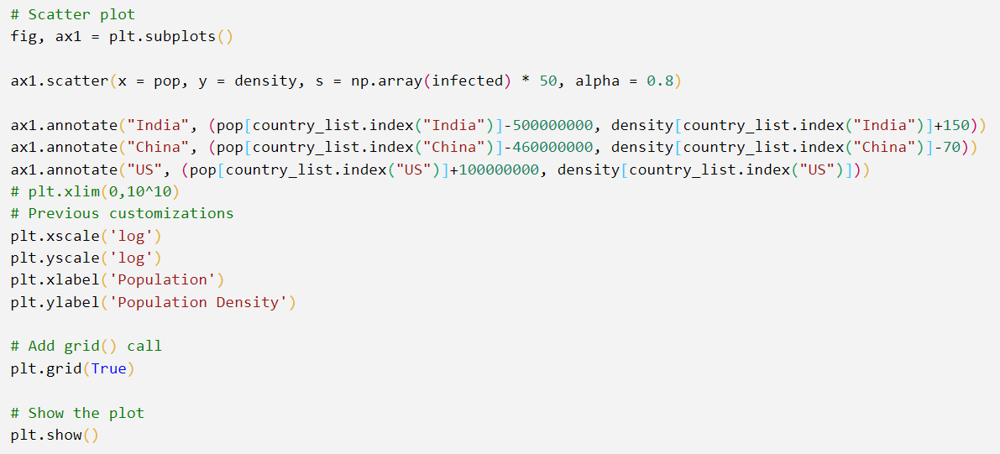 # Scatter plot
fig, ax1 = plt.subplots()
ax1.scatter(x = pop, y = density, s = np.array(infected) * 50, alpha = 0.8)
ax1.annotate("India", (pop[country_list.index("India")]-500000000, density[country_list.index("India")]+150))
ax1.annotate("China", (pop[country_list.index("China")]-460000000, density[country_list.index("China")]-70))
ax1.annotate("US", (pop[country_list.index("US")]+100000000, density[country_list.index("US")]))
# plt.xlim(0,10^10)
# Previous customizations
plt.xscale('log')
plt.yscale('log')
plt.xlabel('Population')
plt.ylabel('Population Density')
# Add grid() call
plt.grid(True)
# Show the plot
plt.show()